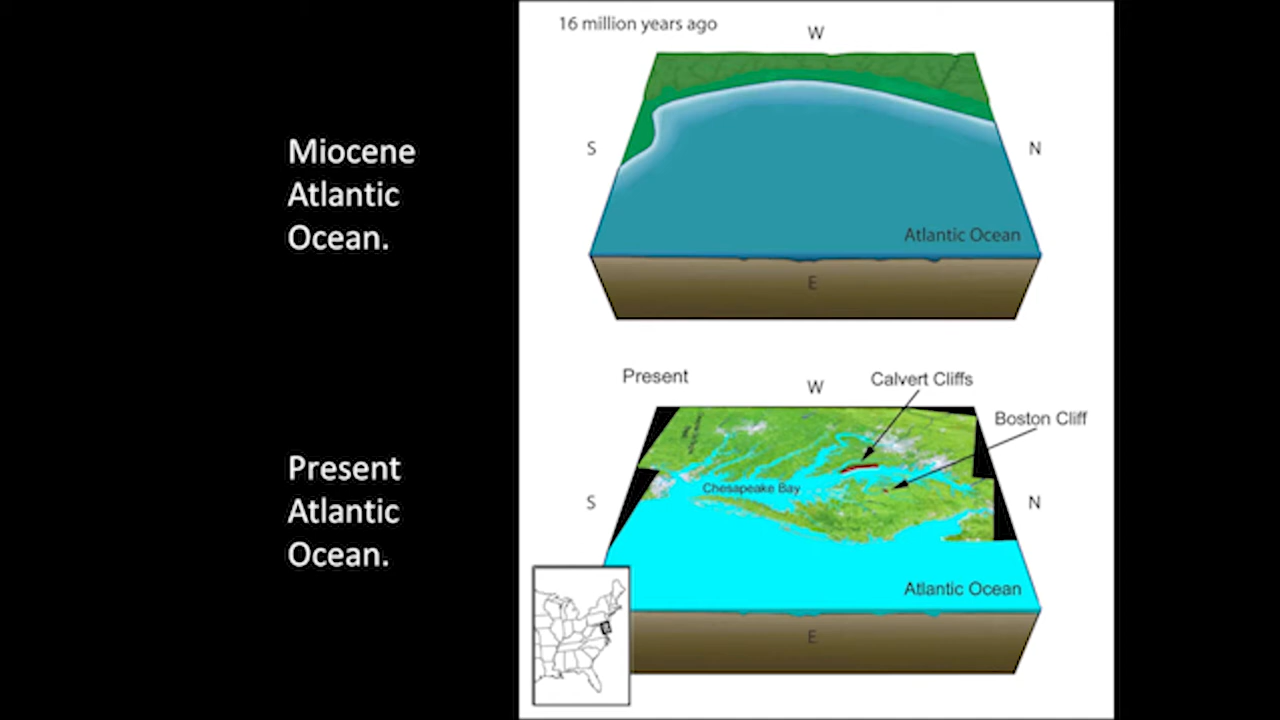 16 million years ago
W
Miocene
Atlantic
Ocean.
S
N
Atlantic Ocean
E
Present
W
Calvert Cliffs
Boston Cliff
Present
Atlantic
Ocean.
Chesapeake Bay
S
N
Atlantic Ocean
E